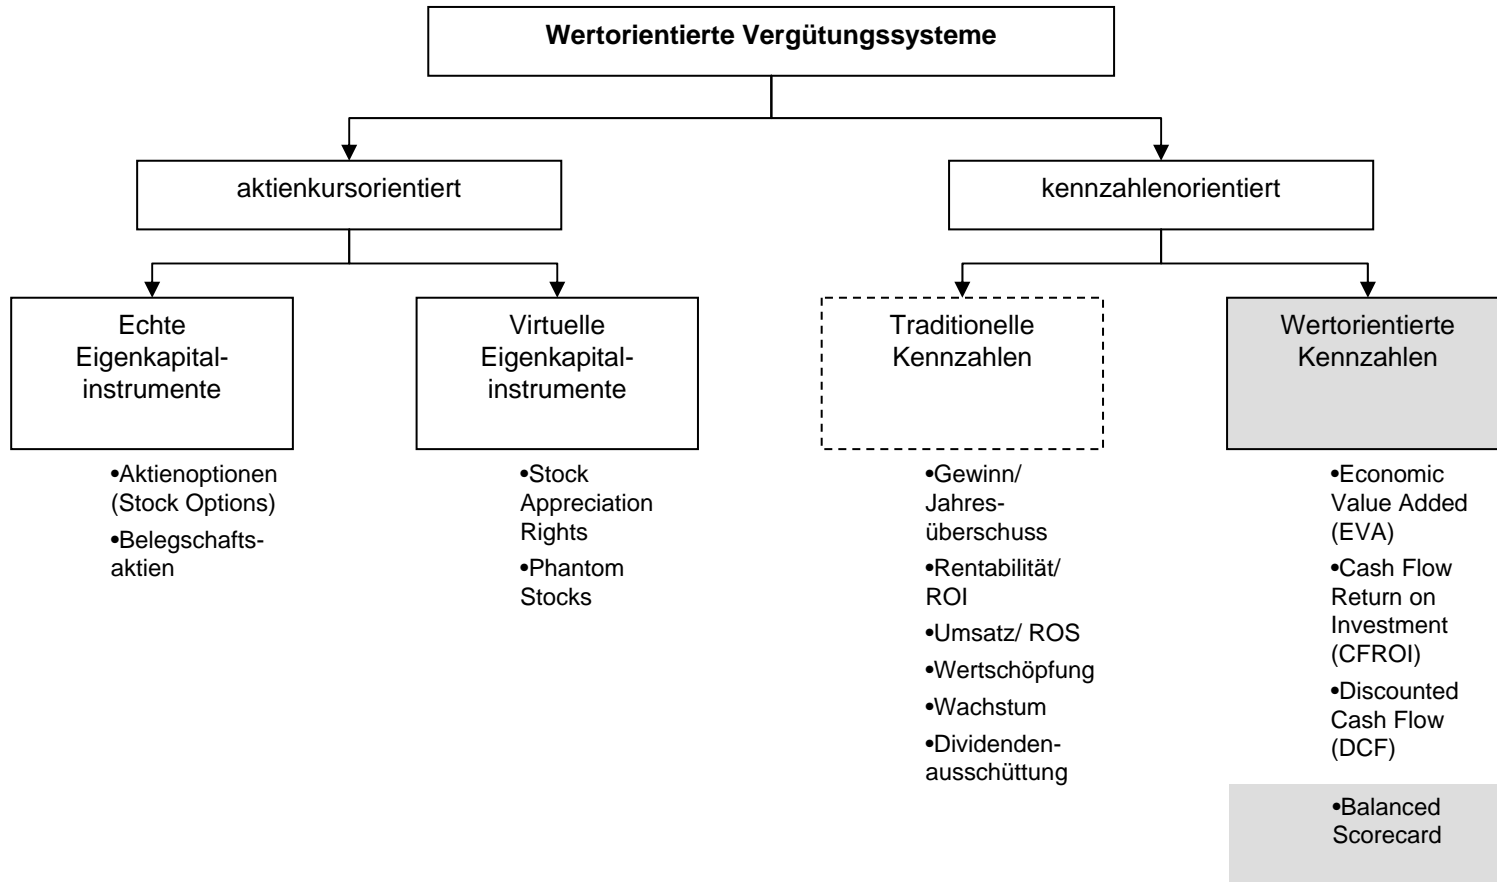 Wertorientierte Vergütungssysteme
aktienkursorientiert
kennzahlenorientiert
Echte
Eigenkapital-
instrumente
Virtuelle
Eigenkapital-
instrumente
Traditionelle
Kennzahlen
Wertorientierte
Kennzahlen
•Aktienoptionen
(Stock Options)
•Belegschafts-
aktien
•Stock
Appreciation
Rights
•Phantom
Stocks
•Gewinn/
Jahres-
überschuss
•Rentabilität/
ROI
•Umsatz/ ROS
•Wertschöpfung
•Wachstum
•Dividenden-
ausschüttung
•Economic
Value Added
(EVA)
•Cash Flow
Return on
Investment
(CFROI)
•Discounted
Cash Flow
(DCF)
•Balanced
Scorecard